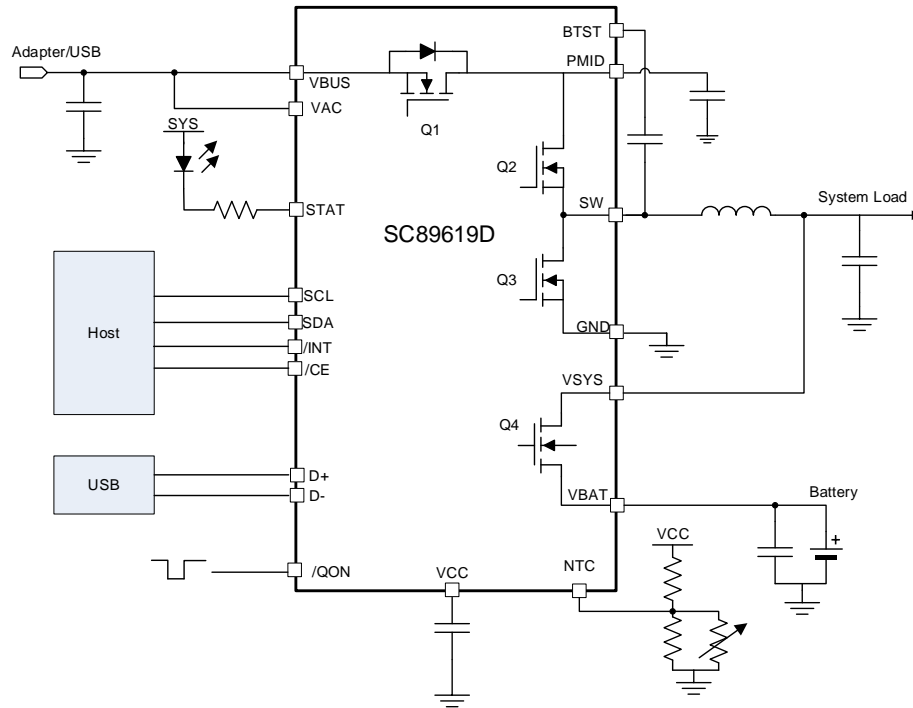 BTST
Adapter/USB
PMID
VBUS
VAC
Q1
SYS
Q2
STAT
SW
System Load
SC89619D
Q3
SCL
SDA
Host
/INT
/CE
GND
VSYS
Q4
D+
USB
D-
VBAT
Battery
+
VCC
/QON
VCC
NTC